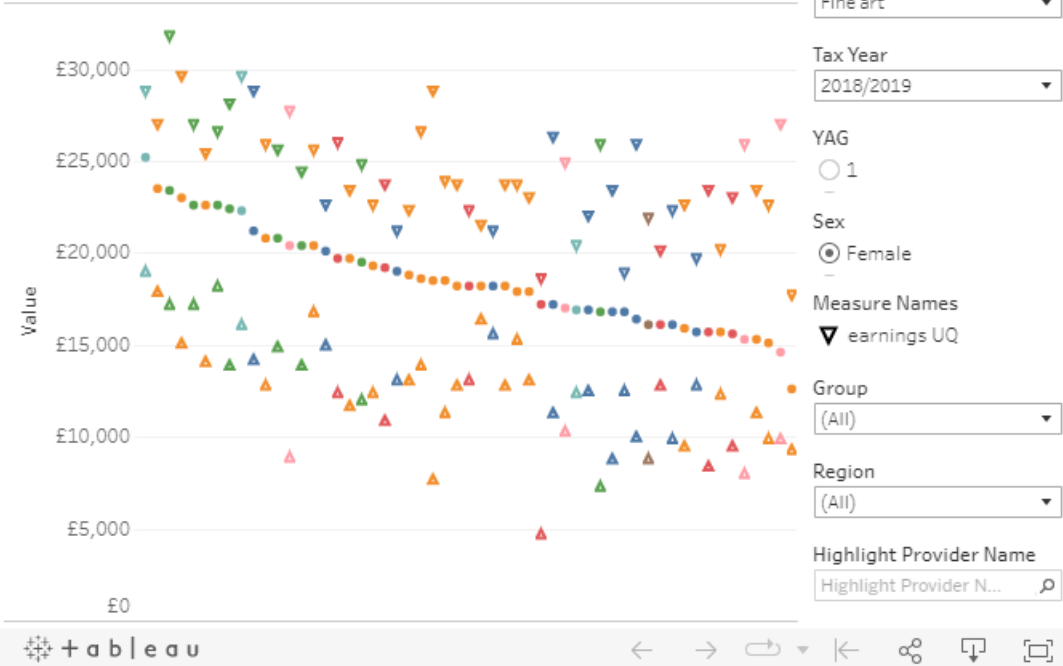 Fine art
£30,000
£25,000
£20,000
£15,000
£10,000
£5,000
£0
Value
Tax Year
2018/2019
YAG
1
Sex
Female
Measure Names
earnings UQ
Group
(All)
Region
(All)
Highlight Provider Name
Highlight Provider N...
+ableau